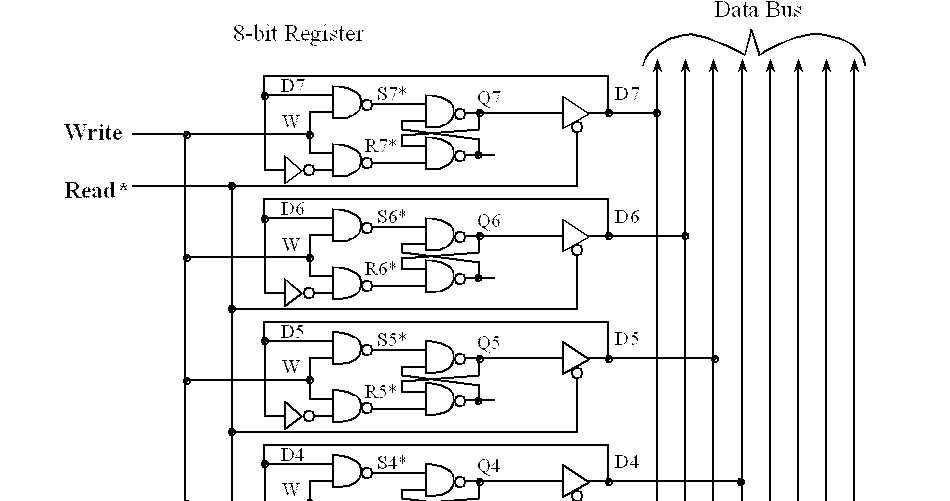 Data Bus
8-bit Register
D7
S7*
Q7
D7
W
Write
R7*
Read*
D6
S6*
Q6
D6
W
R6*
D5
S5*
Q5
D5
W
R5*
D4
S4*
Q4
D4
W